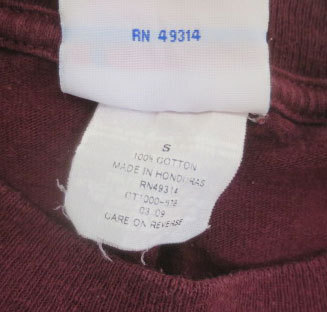 RN 49314
S
100% COTTON
MADE IN HONDURAS
RN49314
CARE ON REVERSE